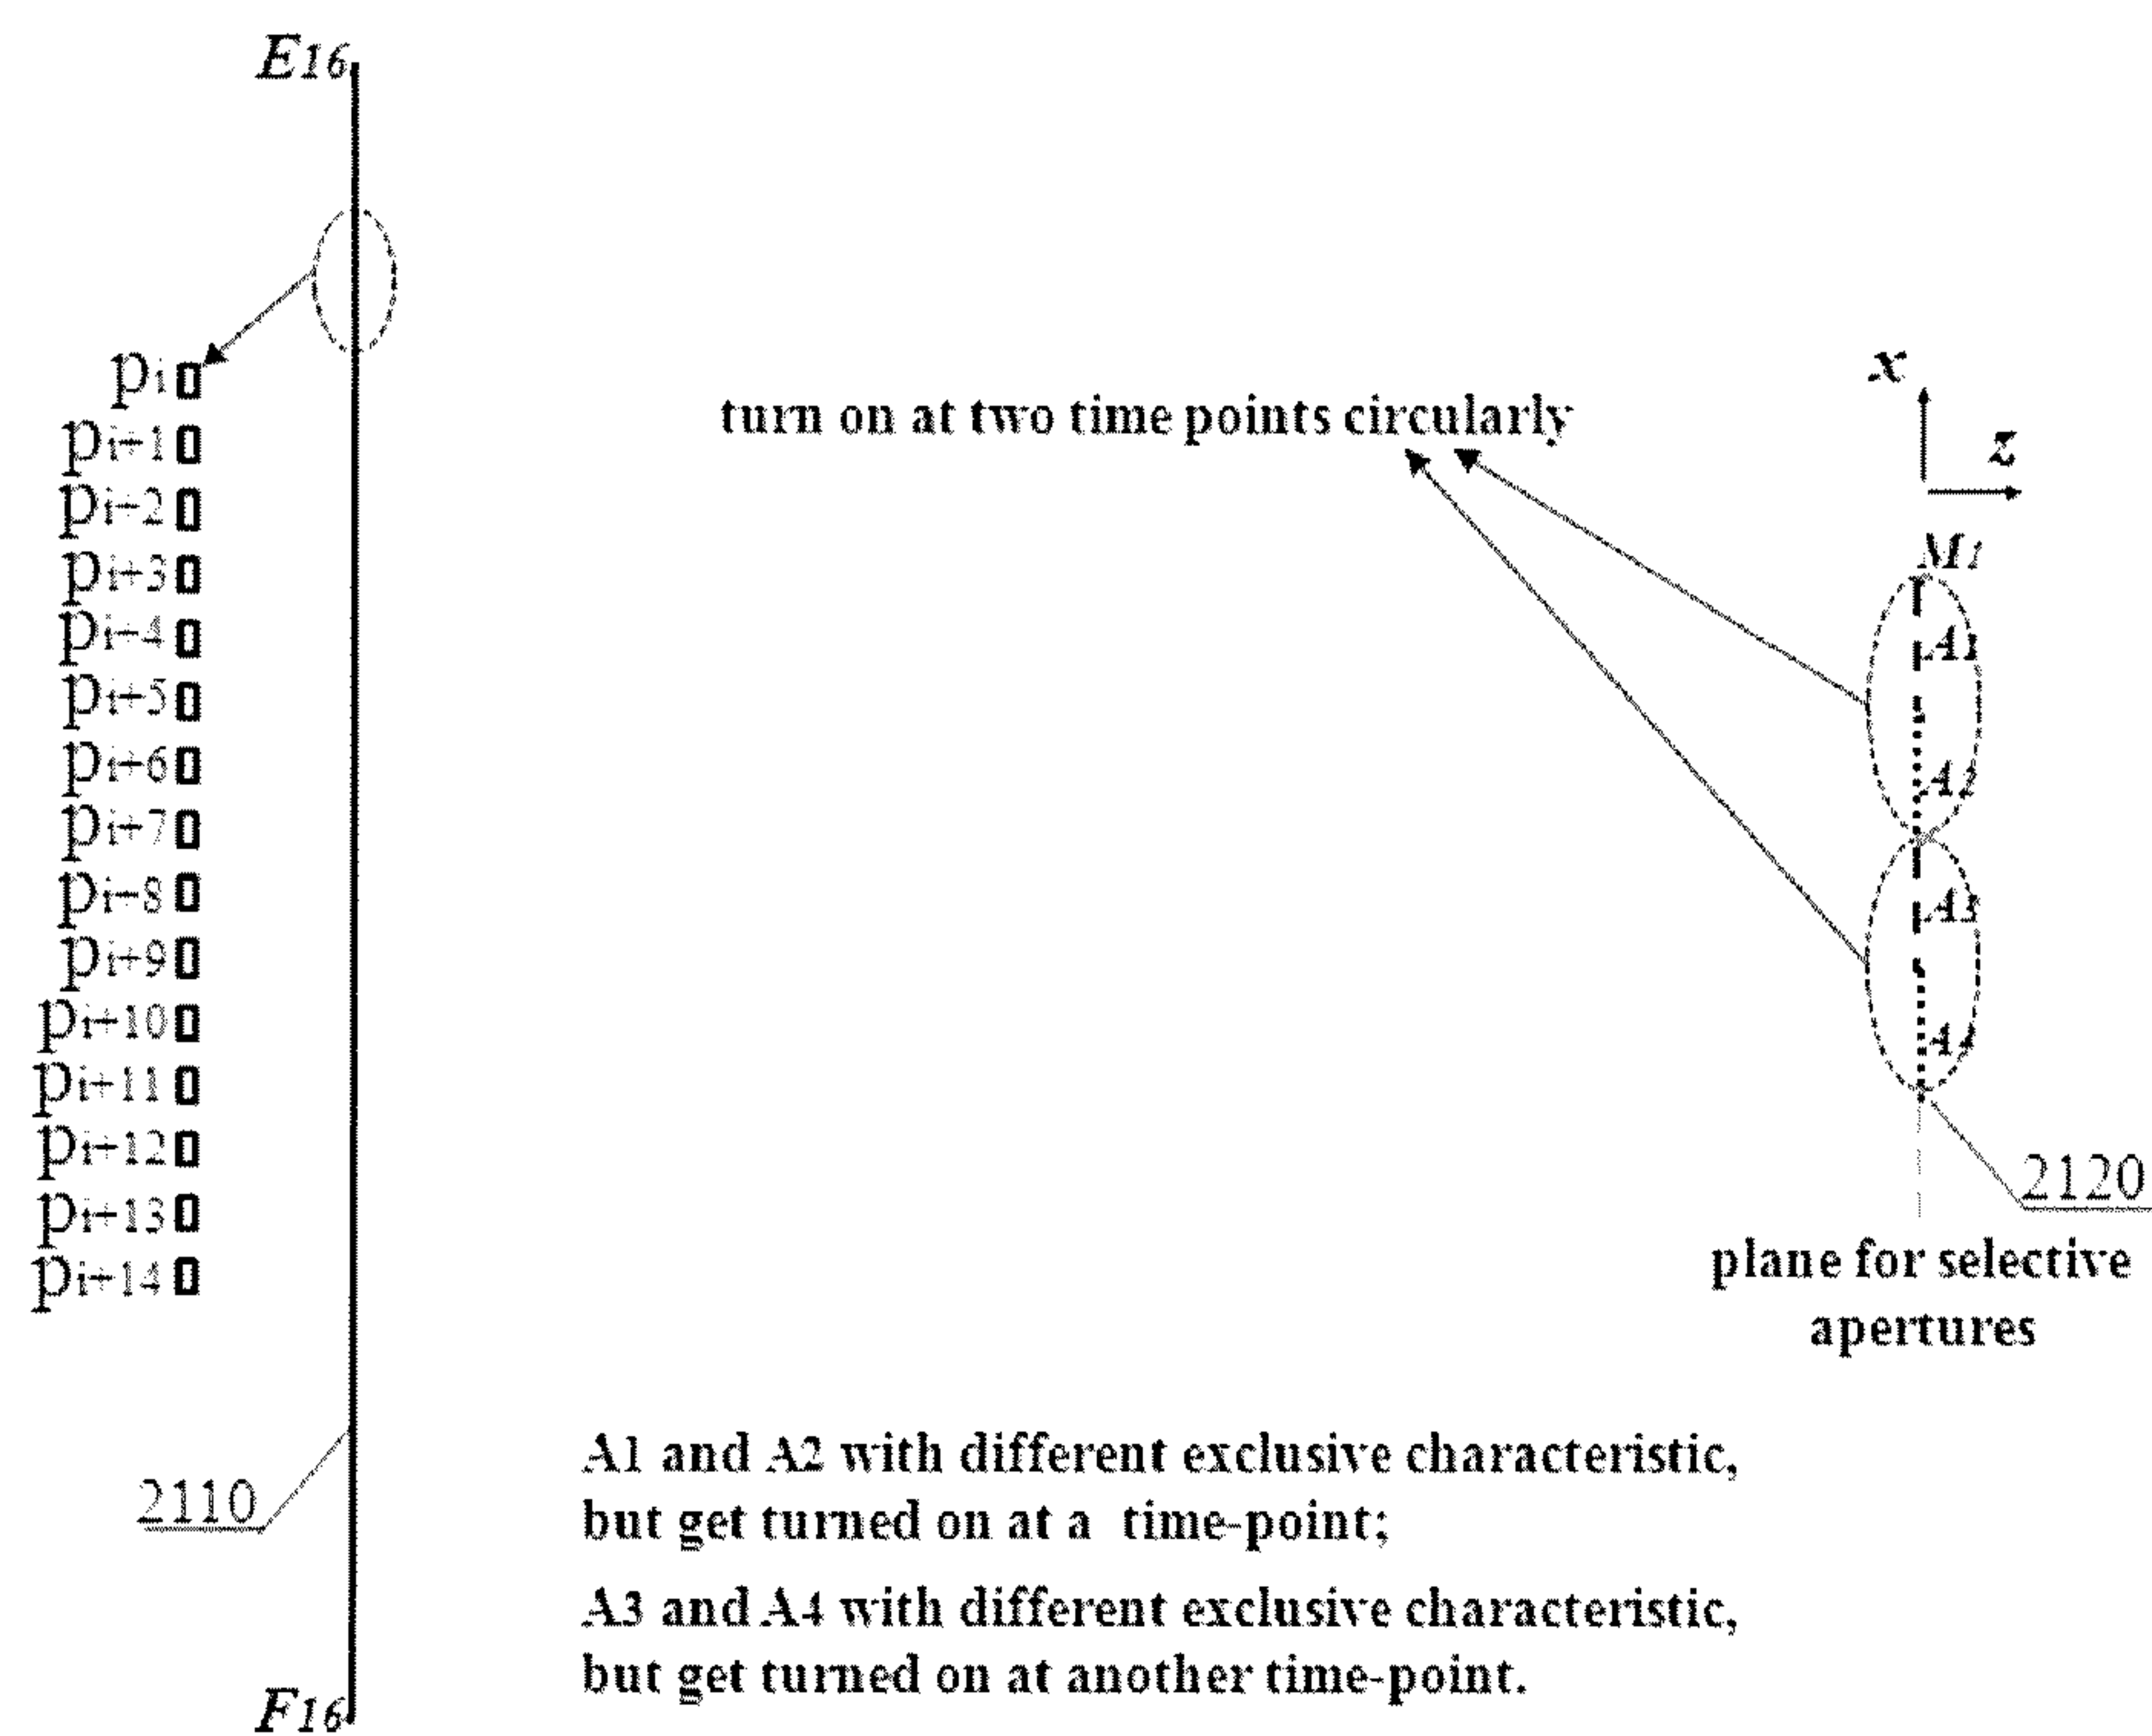 E16
pi
pi+1
pi+2
pi+3
pi+4
pi+5
pi+6
pi+7
pi+8
pi+9
pi+10
pi+11
pi+12
pi+13
pi+14
turn on at two time points circularly
x
z
M1
A1
A2
A3
A4
2120
plane for selective
apertures
2110
A1 and A2 with different exclusive characteristic,
but get turned on at a time-point;
A3 and A4 with different exclusive characteristic,
but get turned on at another time-point.
F16